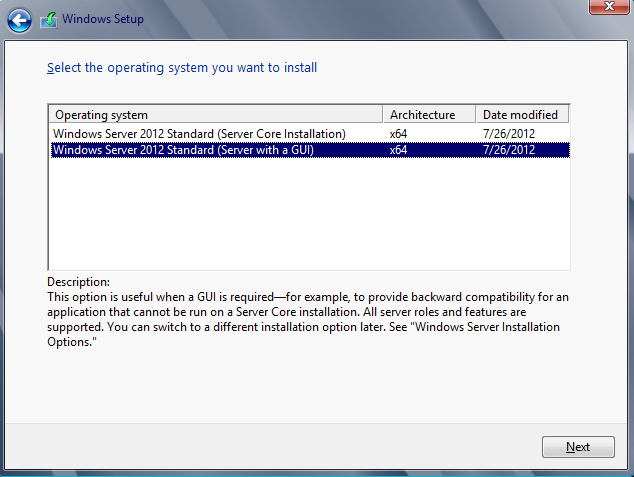 Windows Setup
Select the operating system you want to install
Operating system Architecture Date modified
Windows Server 2012 Standard (Server Core Installation) x64 7/26/2012
Windows Server 2012 Standard (Server with a GUI) x64 7/26/2012
Description:
This option is useful when a GUI is required—for example, to provide backward compatibility for an
application that cannot be run on a Server Core installation. All server roles and features are
supported. You can switch to a different installation option later. See "Windows Server Installation
Options."
Next